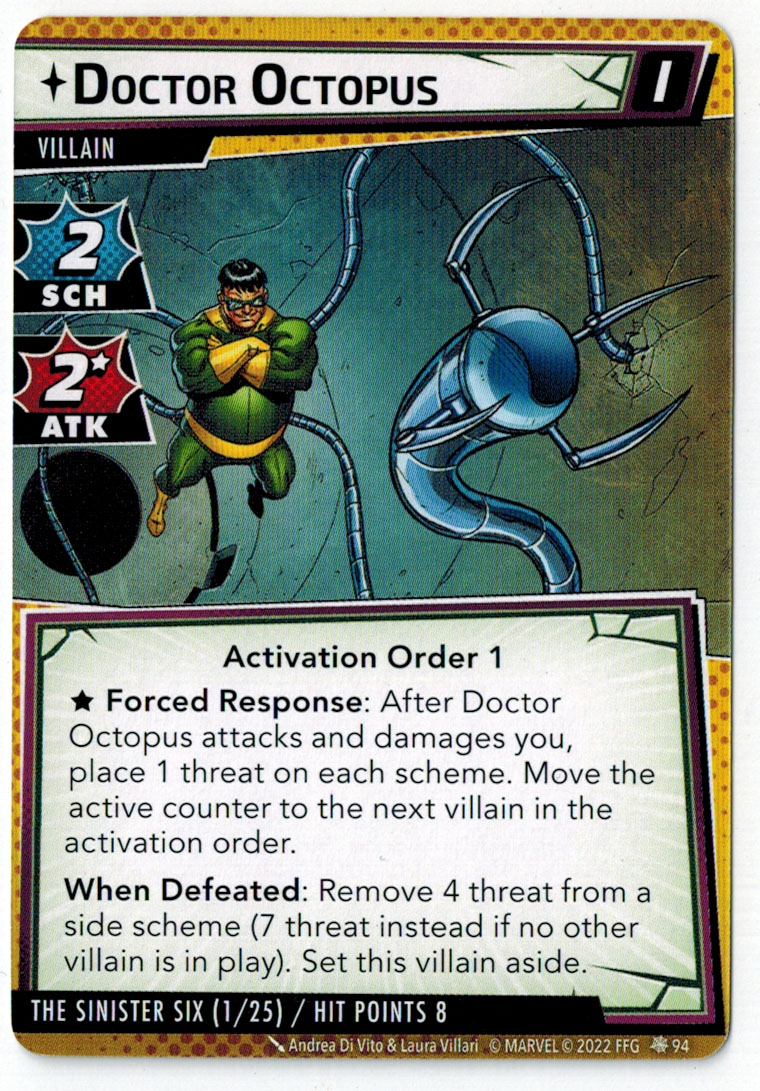 ✦Doctor Octopus
I
VILLAIN
2
SCH
2★
ATK
Activation Order 1
★ Forced Response: After Doctor
Octopus attacks and damages you,
place 1 threat on each scheme. Move the
active counter to the next villain in the
activation order.
When Defeated: Remove 4 threat from a
side scheme (7 threat instead if no other
villain is in play). Set this villain aside.
THE SINISTER SIX (1/25) / HIT POINTS 8
Andrea Di Vito & Laura Villari © MARVEL © 2022 FFG 94